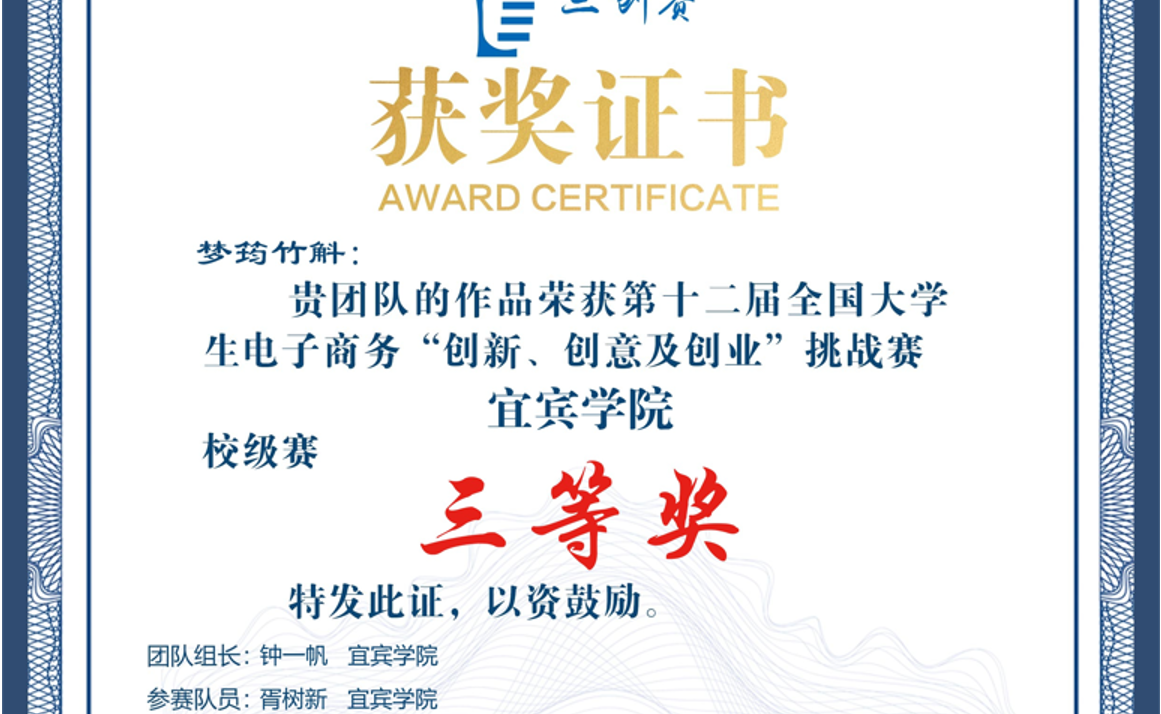 三创赛
获奖证书
AWARD CERTIFICATE
梦筠竹斛：
贵团队的作品荣获第十二届全国大学
生电子商务“创新、创意及创业”挑战赛
宜宾学院
校级赛
三等奖
特发此证，以资鼓励。
团队组长：钟一帆 宜宾学院
参赛队员：胥树新 宜宾学院